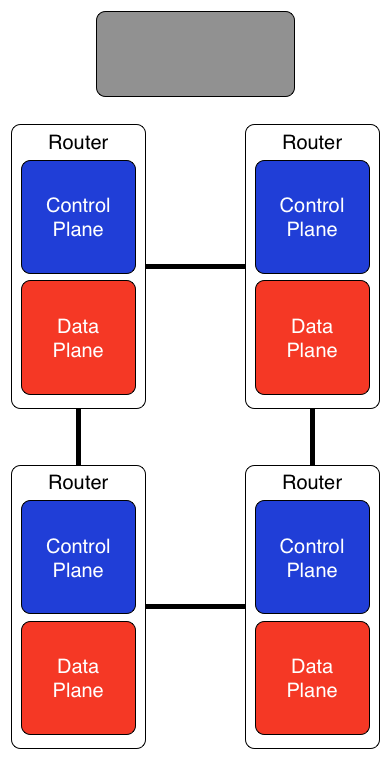 Router
Control
Plane
Data
Plane
Router
Control
Plane
Data
Plane
Router
Control
Plane
Data
Plane
Router
Control
Plane
Data
Plane